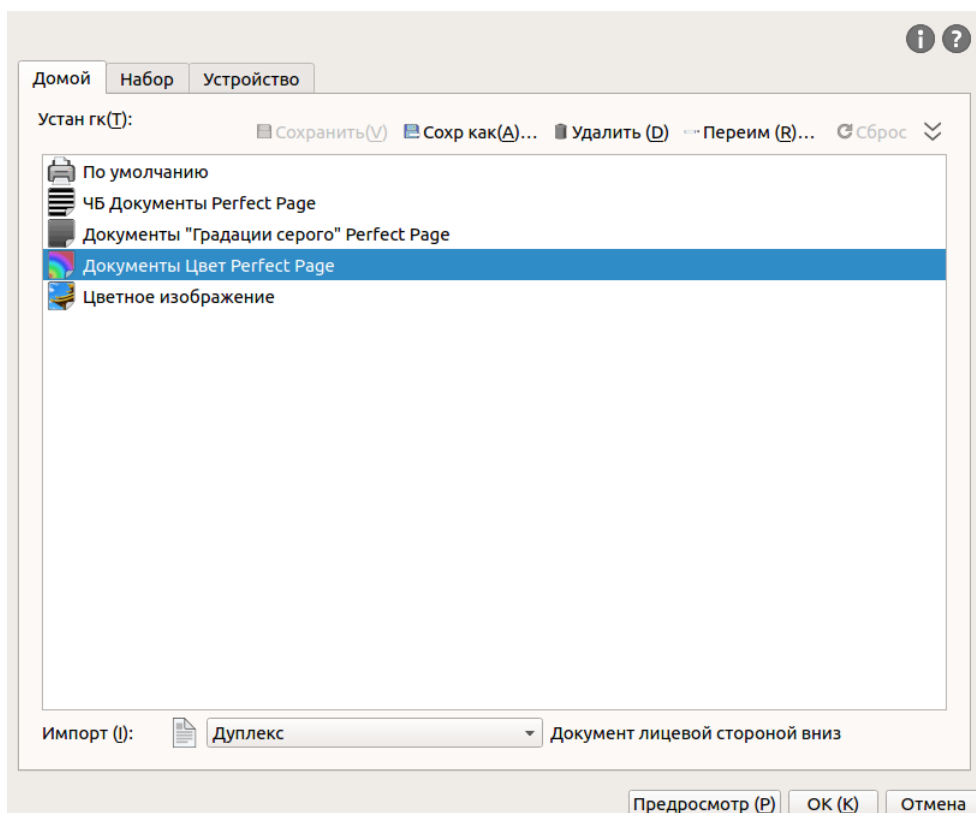 Домой Набор Устройство
Устан гк(T): Сохранить(V) Сохр как(A)... Удалить (D) Переим (R)... Сброс
По умолчанию
ЧБ Документы Perfect Page
Документы "Градации серого" Perfect Page
Документы Цвет Perfect Page
Цветное изображение
Импорт (I): Дуплекс Документ лицевой стороной вниз
Предросмотр (P) OK (K) Отмена